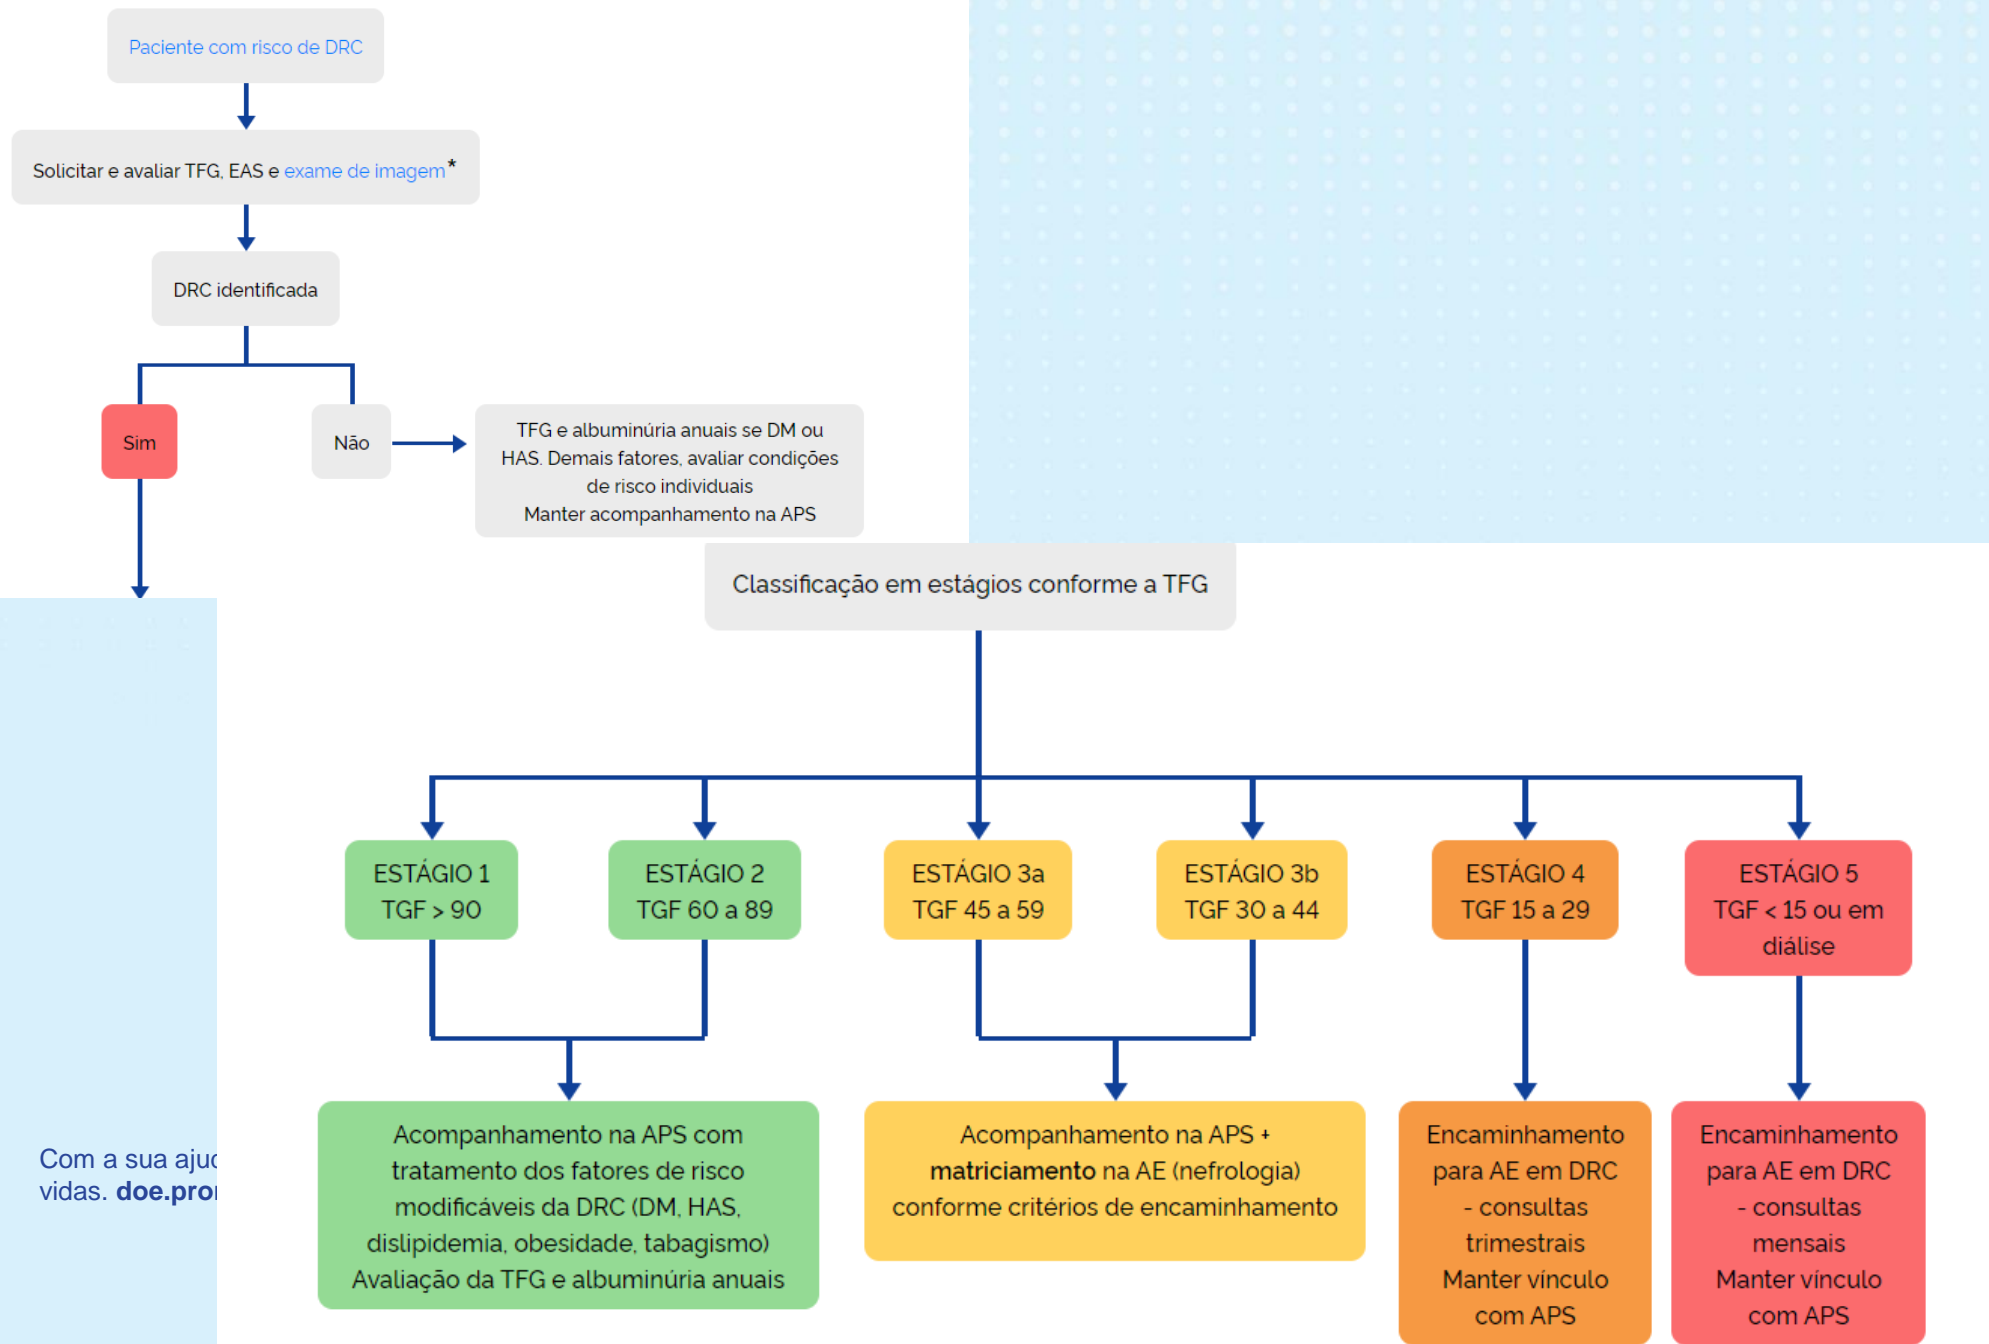 Paciente com risco de DRC
Solicitar e avaliar TFG, EAS e exame de imagem*
DRC identificada
Sim
Não
TFG e albuminúria anuais se DM ou
HAS. Demais fatores, avaliar condições
de risco individuais
Manter acompanhamento na APS
Classificação em estágios conforme a TFG
ESTÁGIO 1
TGF > 90
ESTÁGIO 2
TGF 60 a 89
ESTÁGIO 3a
TGF 45 a 59
ESTÁGIO 3b
TGF 30 a 44
ESTÁGIO 4
TGF 15 a 29
ESTÁGIO 5
TGF < 15 ou em
diálise
Acompanhamento na APS com
tratamento dos fatores de risco
modificáveis da DRC (DM, HAS,
dislipidemia, obesidade, tabagismo)
Avaliação da TFG e albuminúria anuais
Acompanhamento na APS +
matriciamento na AE (nefrologia)
conforme critérios de encaminhamento
Encaminhamento
para AE em DRC
- consultas
trimestrais
Manter vínculo
com APS
Encaminhamento
para AE em DRC
- consultas
mensais
Manter vínculo
com APS
Com a sua
vidas.